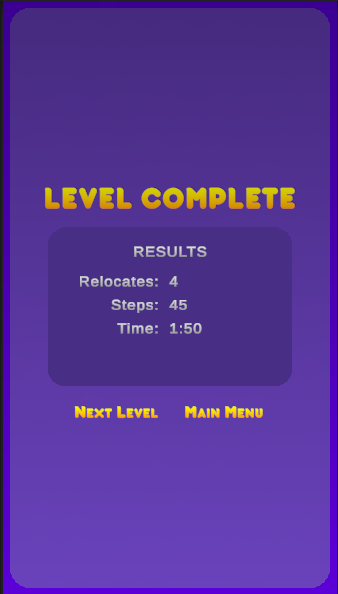 LEVEL COMPLETE
RESULTS
Relocates: 4
Steps: 45
Time: 1:50
NEXT LEVEL MAIN MENU